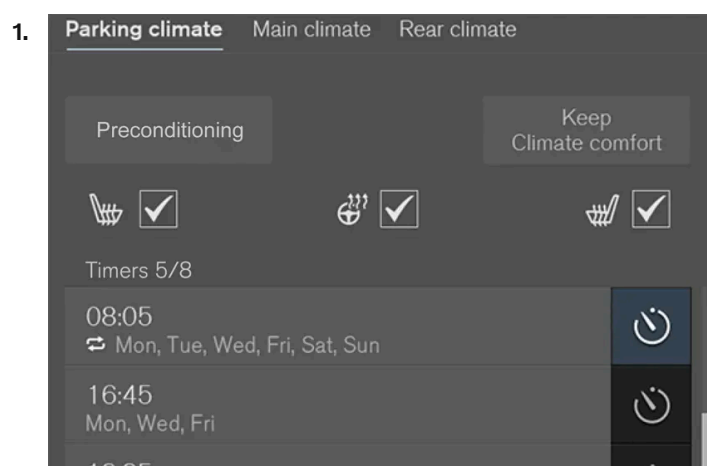 1.
Parking climate Main climate Rear climate
Preconditioning
Keep
Climate comfort
Timers 5/8
08:05
Mon, Tue, Wed, Fri, Sat, Sun
16:45
Mon, Wed, Fri